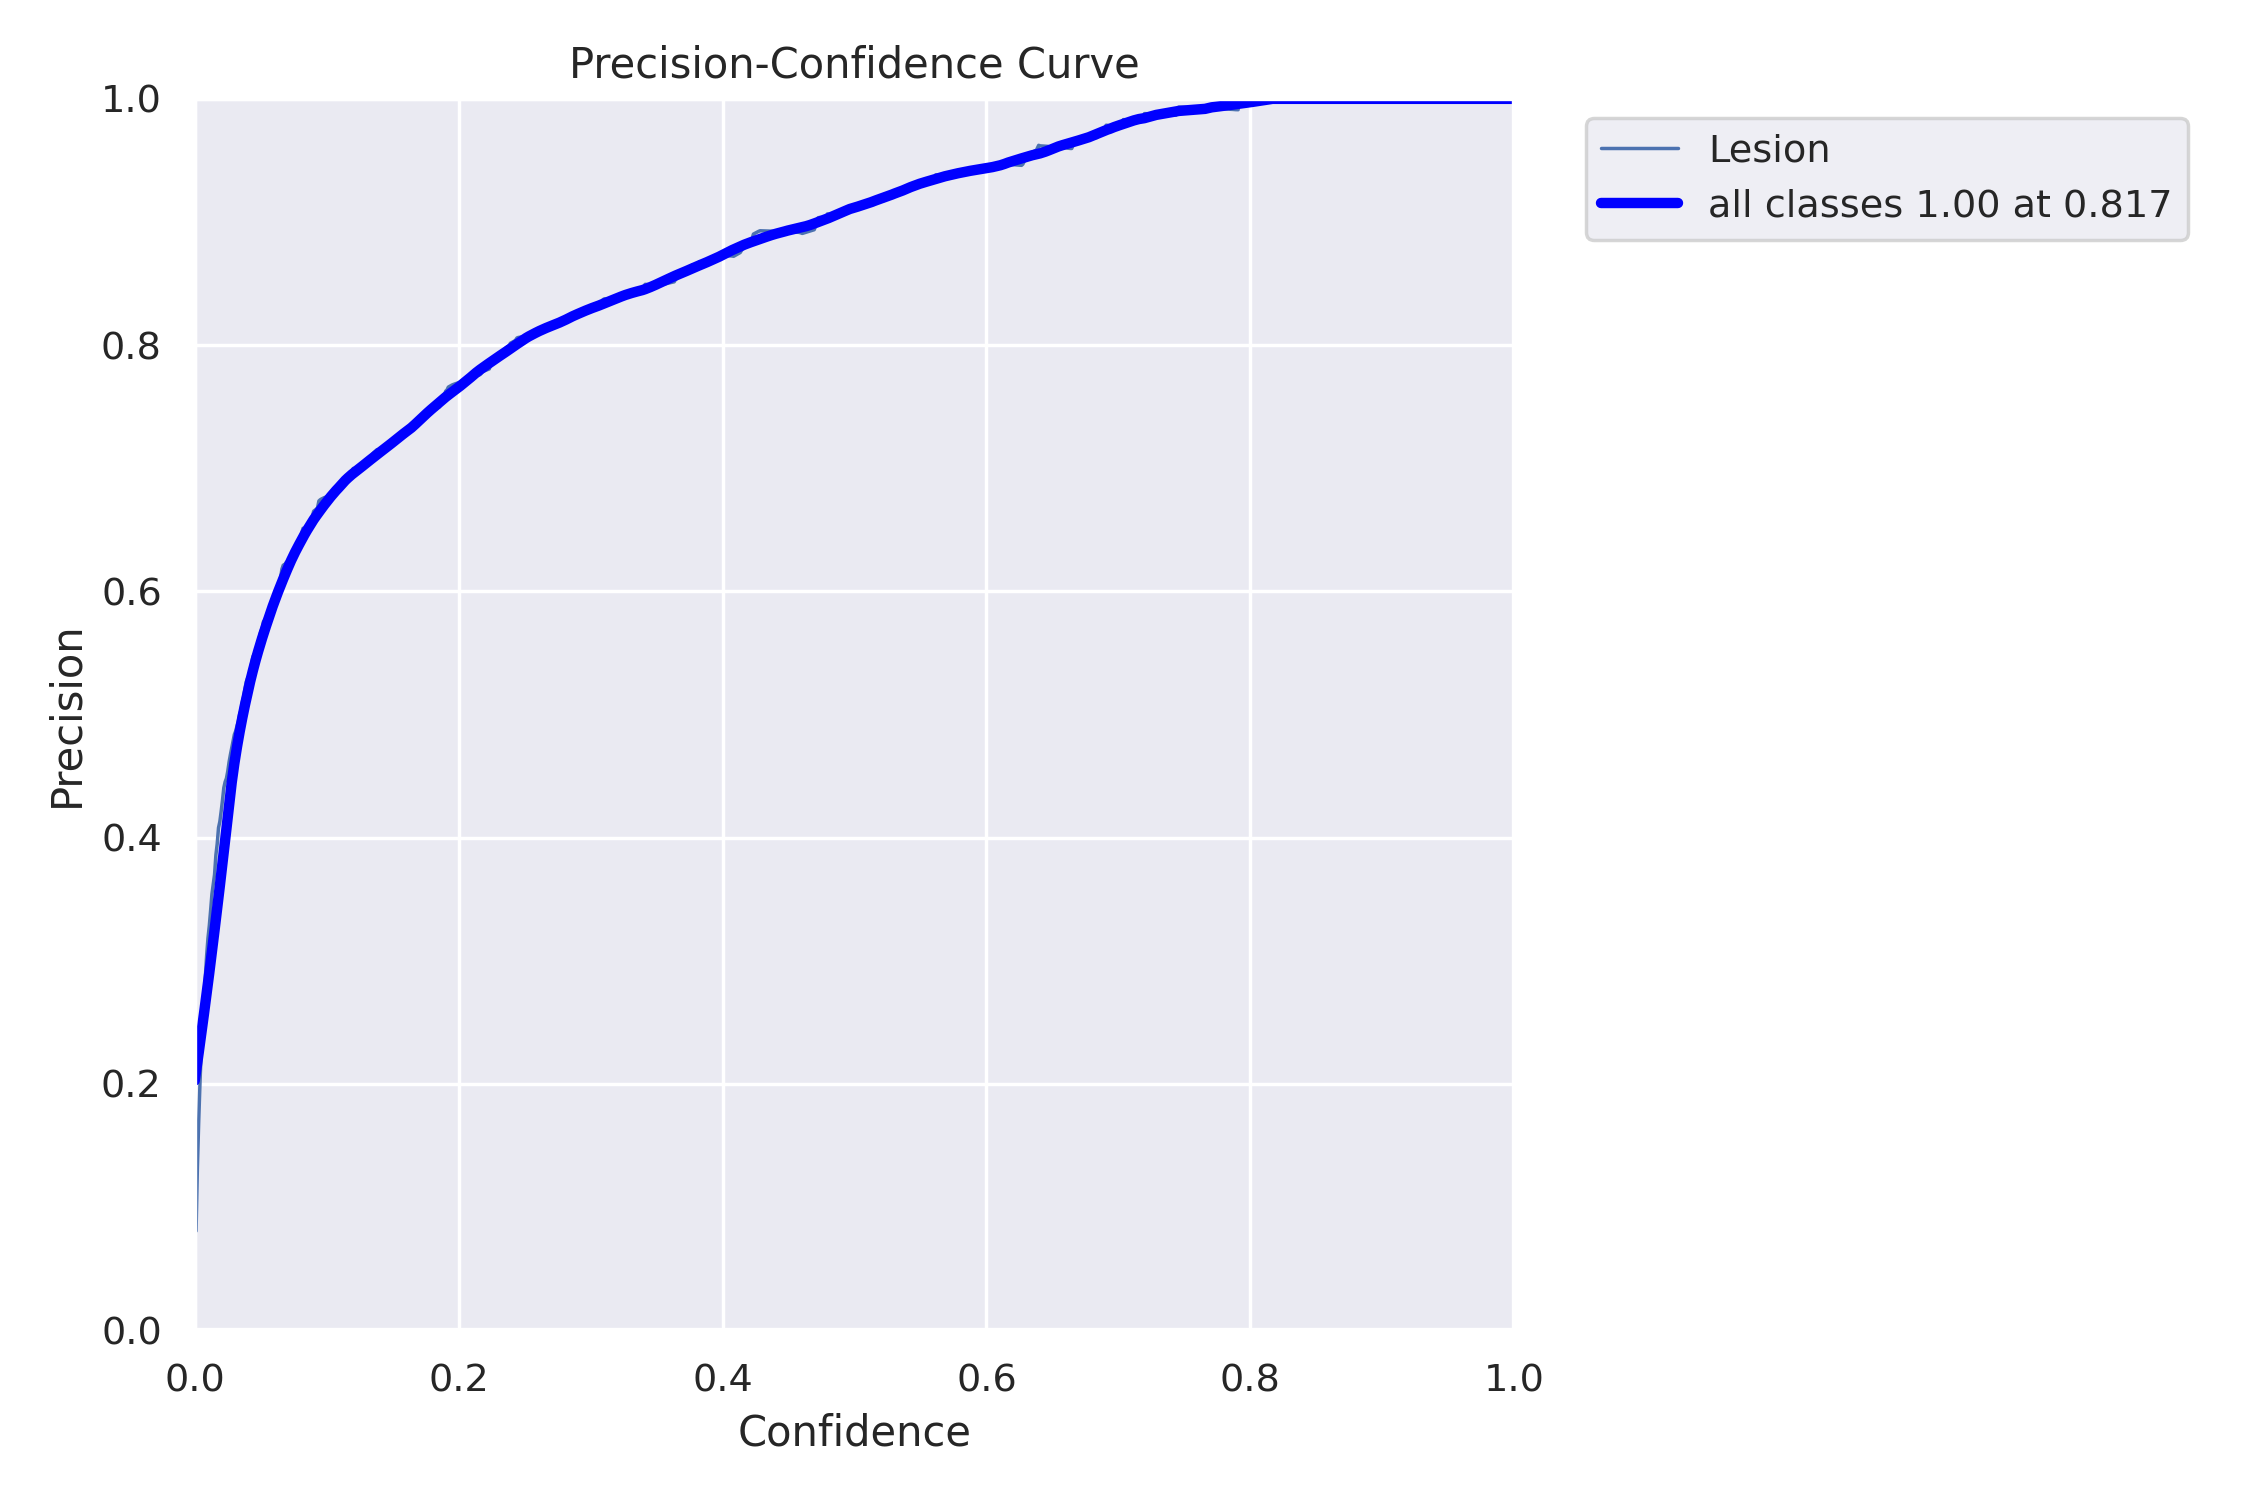 Precision-Confidence Curve
1.0
0.8
0.6
0.4
0.2
0.0
Precision
0.0 0.2 0.4 0.6 0.8 1.0
Confidence
Lesion
all classes 1.00 at 0.817